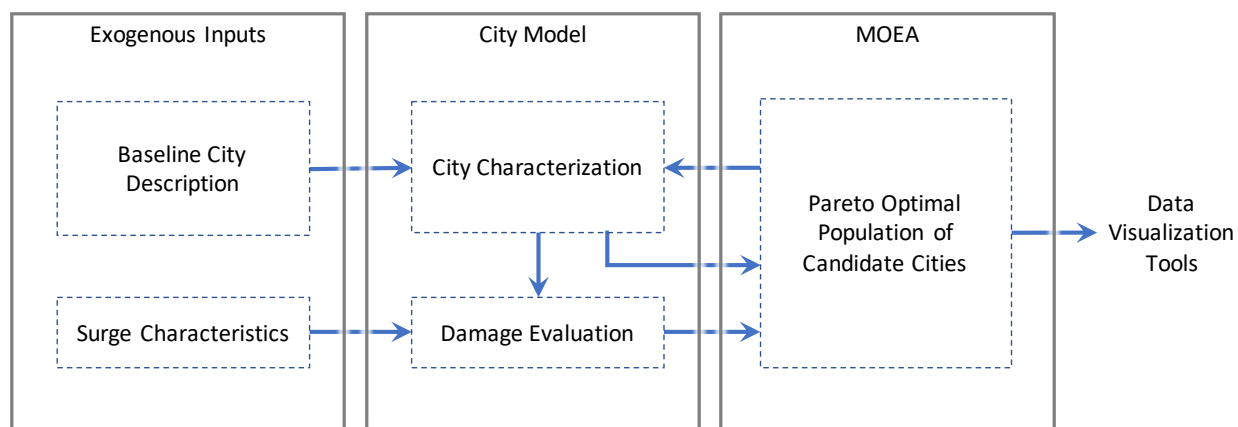 Exogenous Inputs
City Model
MOEA
Baseline City
Description
City Characterization
Pareto Optimal
Population of
Candidate Cities
Data
Visualization
Tools
Surge Characteristics
Damage Evaluation